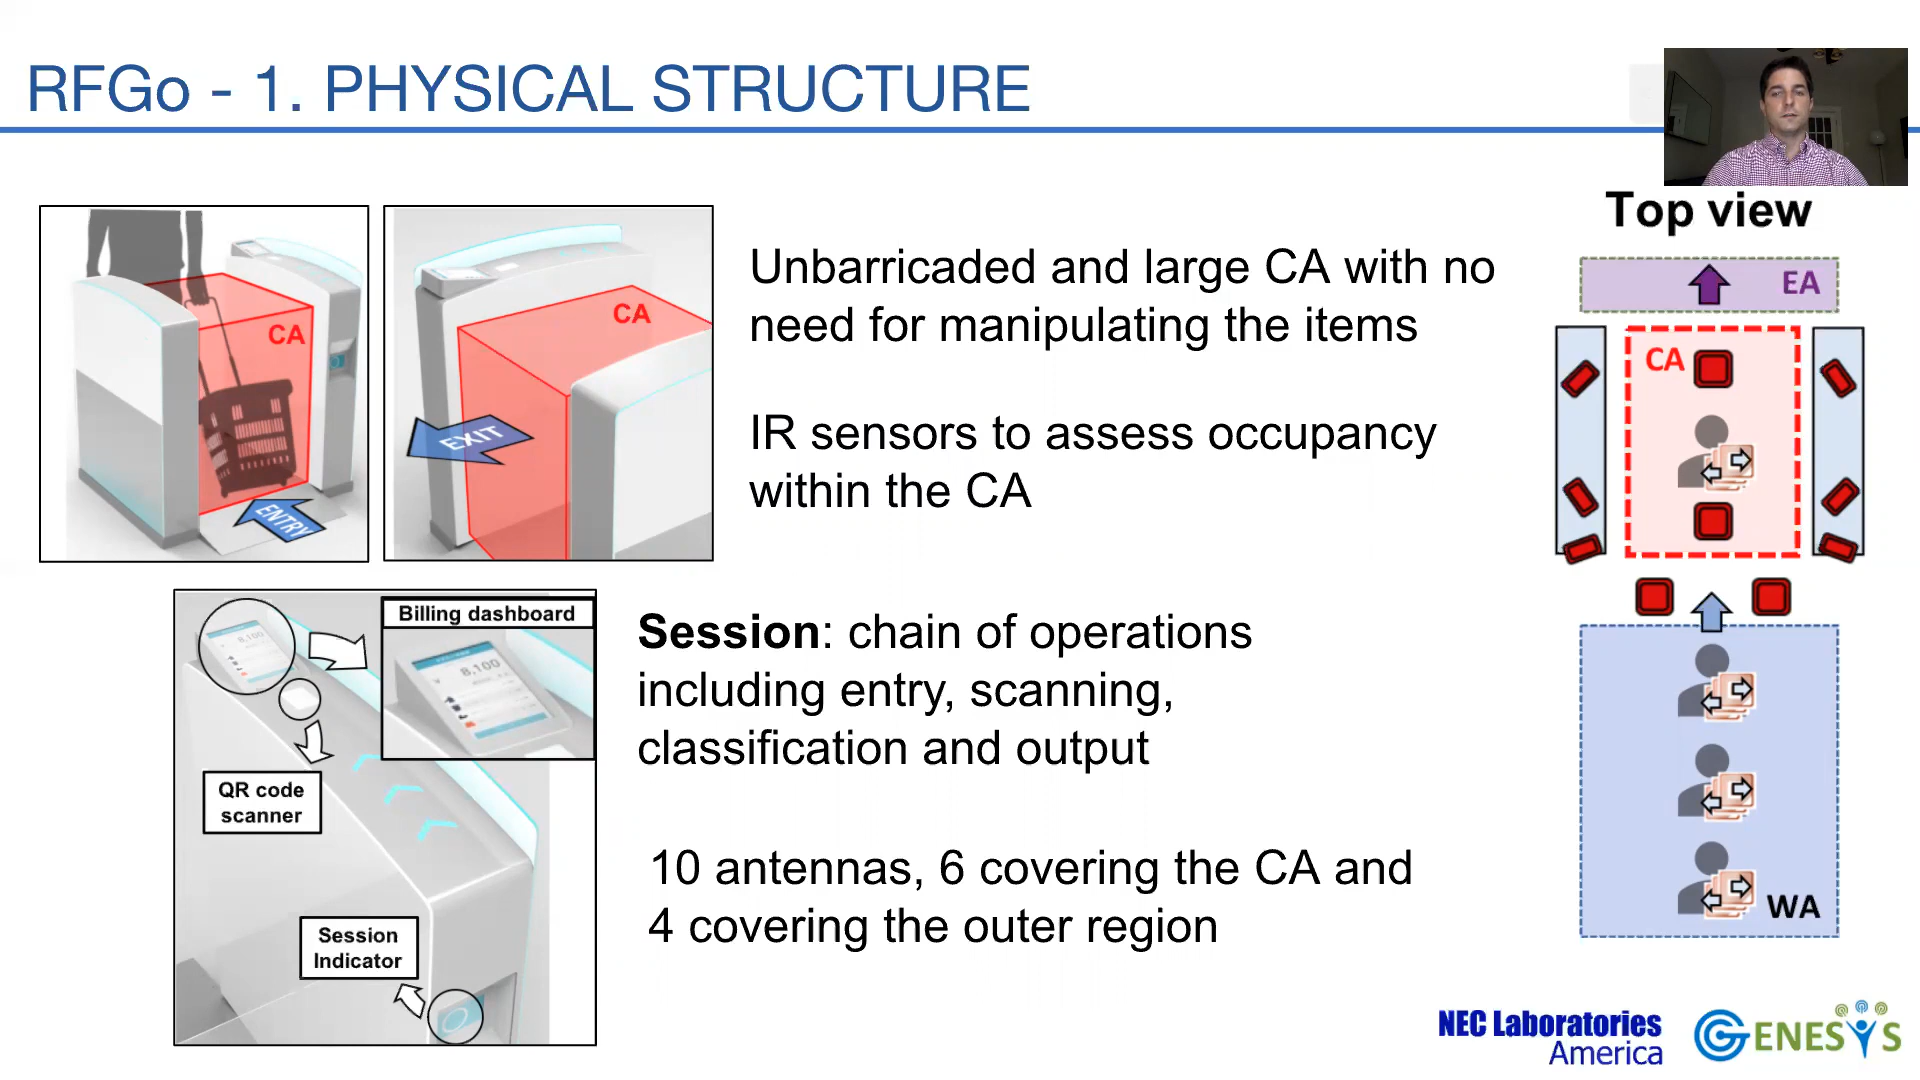 RFGo - 1. PHYSICAL STRUCTURE
CA
ENTRY
CA
EXIT
Unbarricaded and large CA with no
need for manipulating the items
IR sensors to assess occupancy
within the CA
Top view
EA
CA
WA
Billing dashboard
8,100
8,100
QR code
scanner
Session
Indicator
Session: chain of operations
including entry, scanning,
classification and output
10 antennas, 6 covering the CA and
4 covering the outer region
NEC Laboratories
America
GENESYS